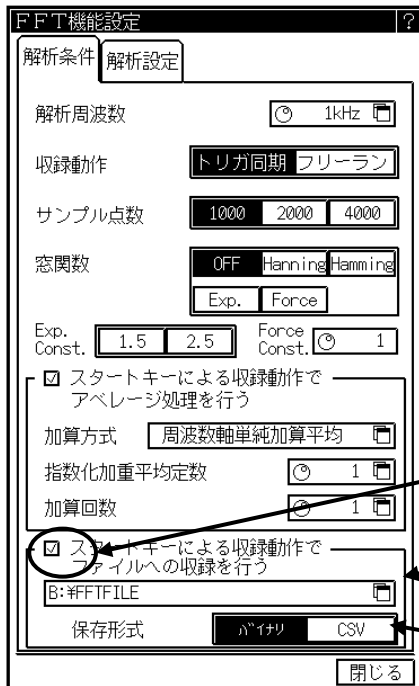 FFT機能設定 ?
解析条件 解析設定
解析周波数 1kHz
収録動作 トリガ同期 フリーラン
サンプル点数 1000 2000 4000
窓関数 OFF Hanning Hamming
Exp. Force
Exp. Const. 1.5 2.5 Force Const. 1
スタートキーによる収録動作で
アベレージ処理を行う
加算方式 周波数軸単純加算平均
指数化加重平均定数 1
加算回数 1
スタートキーによる収録動作で
ファイルへの収録を行う
B:¥FFTFILE
保存形式 バイナリ CSV
閉じる